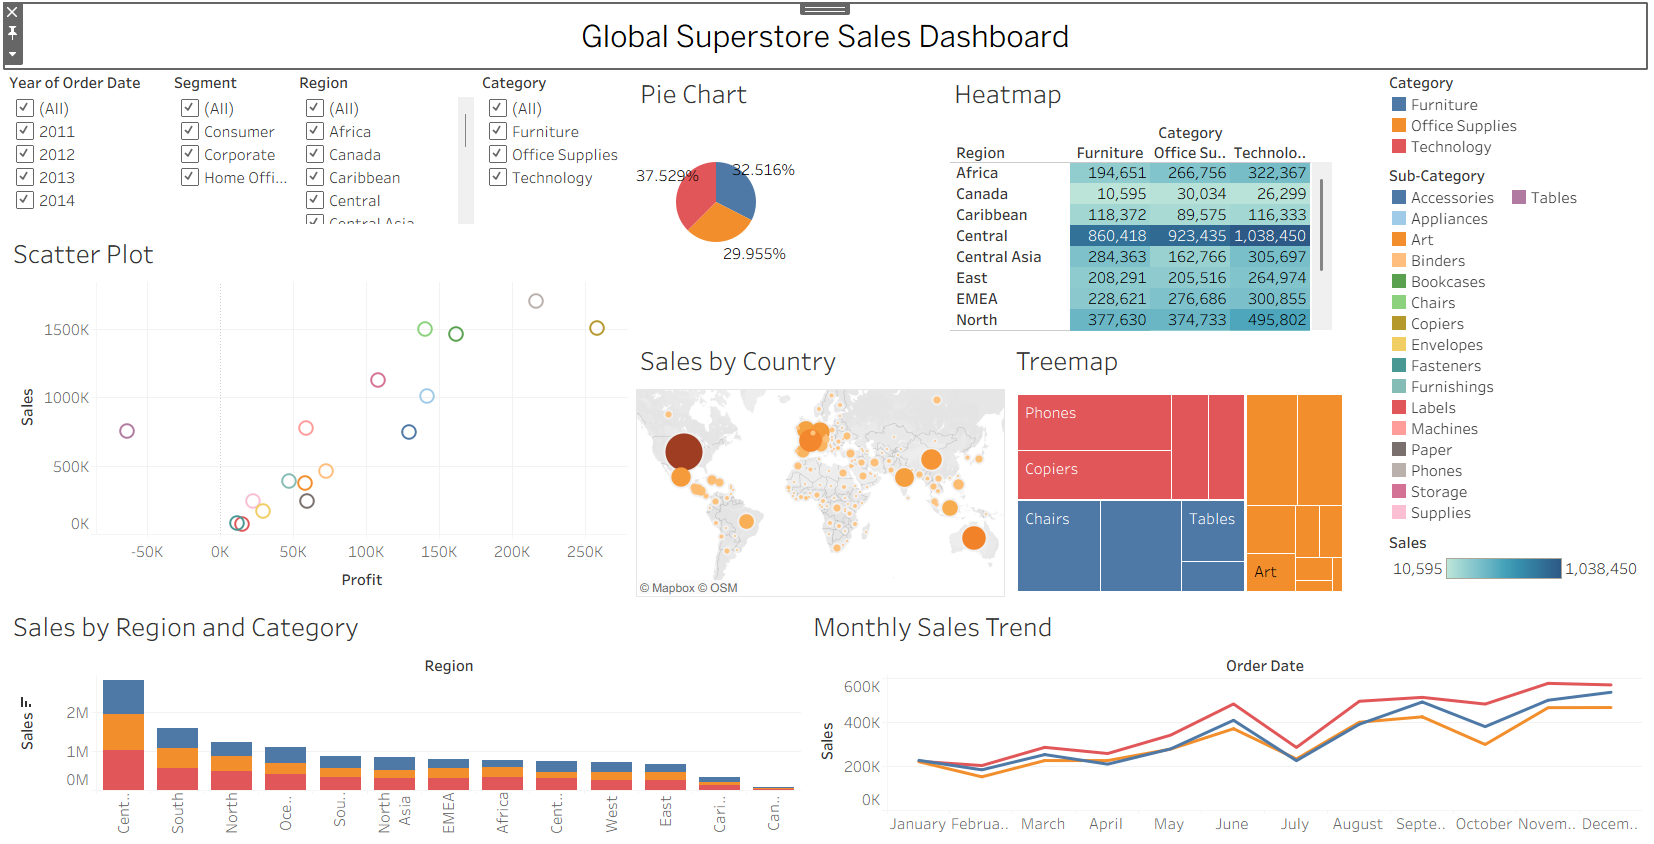 Global Superstore Sales Dashboard
Year of Order Date
(All)
2011
2012
2013
2014
Segment
(All)
Consumer
Corporate
Home Offi...
Region
(All)
Africa
Canada
Caribbean
Central
Central Asia
Category
(All)
Furniture
Office Supplies
Technology
Pie Chart
37.529%
32.516%
29.955%
Heatmap
Category
Region Furniture Office Su.. Technolo..
Africa 194,651 266,756 322,367
Canada 10,595 30,034 26,299
Caribbean 118,372 89,575 116,333
Central 860,418 923,435 1,038,450
Central Asia 284,363 162,766 305,697
East 208,291 205,516 264,974
EMEA 228,621 276,686 300,855
North 377,630 374,733 495,802
Category
Furniture
Office Supplies
Technology
Sub-Category
Accessories
Appliances
Art
Binders
Bookcases
Chairs
Copiers
Envelopes
Fasteners
Furnishings
Labels
Machines
Paper
Phones
Storage
Supplies
Tables
Sales
10,595 1,038,450
Scatter Plot
Sales
1500K
1000K
500K
0K
-50K 0K 50K 100K 150K 200K 250K
Profit
Sales by Country
© Mapbox © OSM
Treemap
Phones
Copiers
Chairs
Tables
Art
Sales by Region and Category
Region
Sales
2M
1M
0M
Cent..
South
North
Oce..
Sou..
North Asia
EMEA
Africa
Cent..
West
East
Cari..
Can..
Monthly Sales Trend
Order Date
Sales
600K
400K
200K
0K
January Februa.. March April May June July August Septe.. October Novem.. Decem..